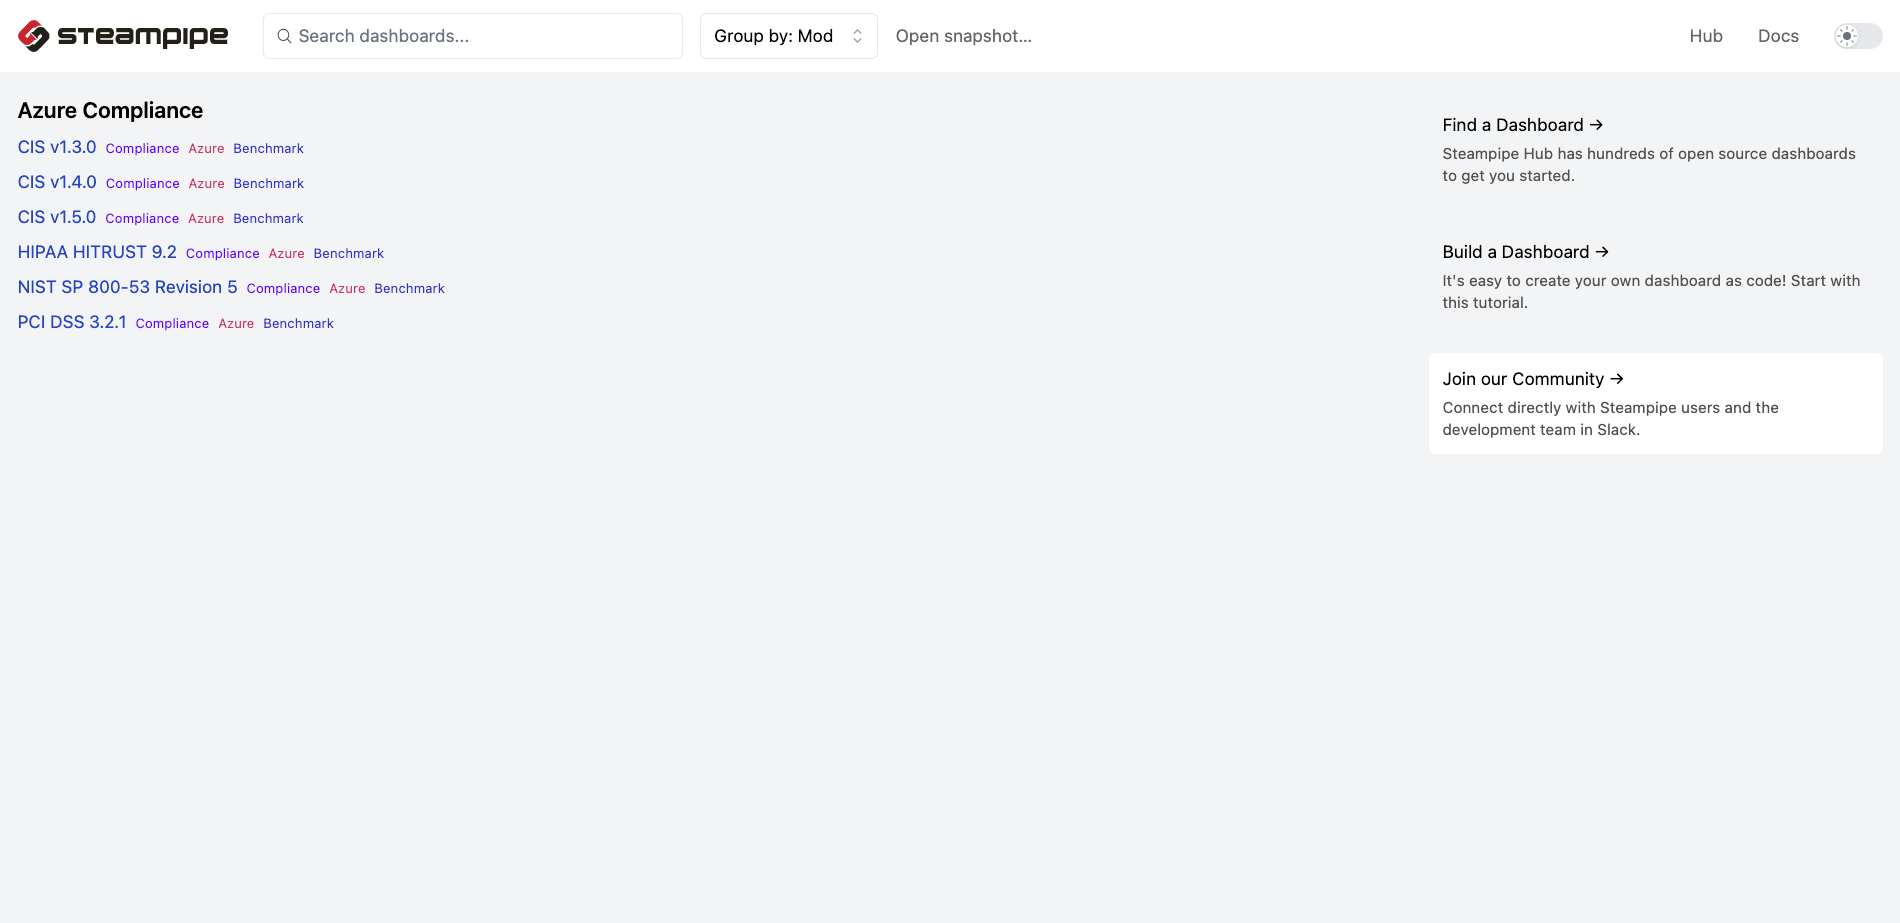 steampipe
Search dashboards...
Group by: Mod
Open snapshot...
Hub
Docs
Azure Compliance
CIS v1.3.0 Compliance Azure Benchmark
CIS v1.4.0 Compliance Azure Benchmark
CIS v1.5.0 Compliance Azure Benchmark
HIPAA HITRUST 9.2 Compliance Azure Benchmark
NIST SP 800-53 Revision 5 Compliance Azure Benchmark
PCI DSS 3.2.1 Compliance Azure Benchmark
Find a Dashboard →
Steampipe Hub has hundreds of open source dashboards
to get you started.
Build a Dashboard →
It's easy to create your own dashboard as code! Start with
this tutorial.
Join our Community →
Connect directly with Steampipe users and the
development team in Slack.